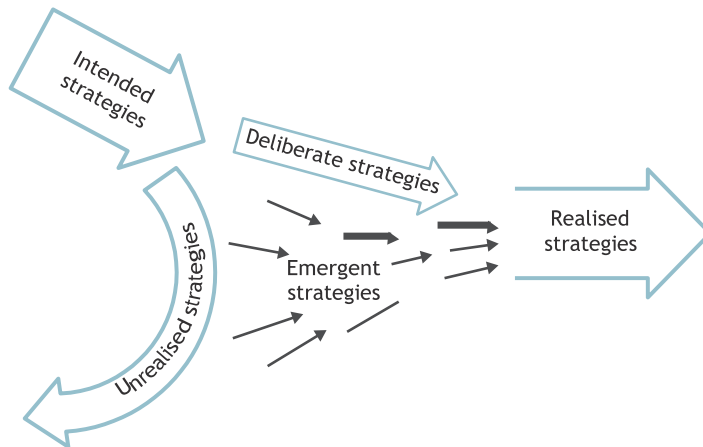 Intended
strategies
Deliberate strategies
Unrealised strategies
Emergent
strategies
Realised
strategies